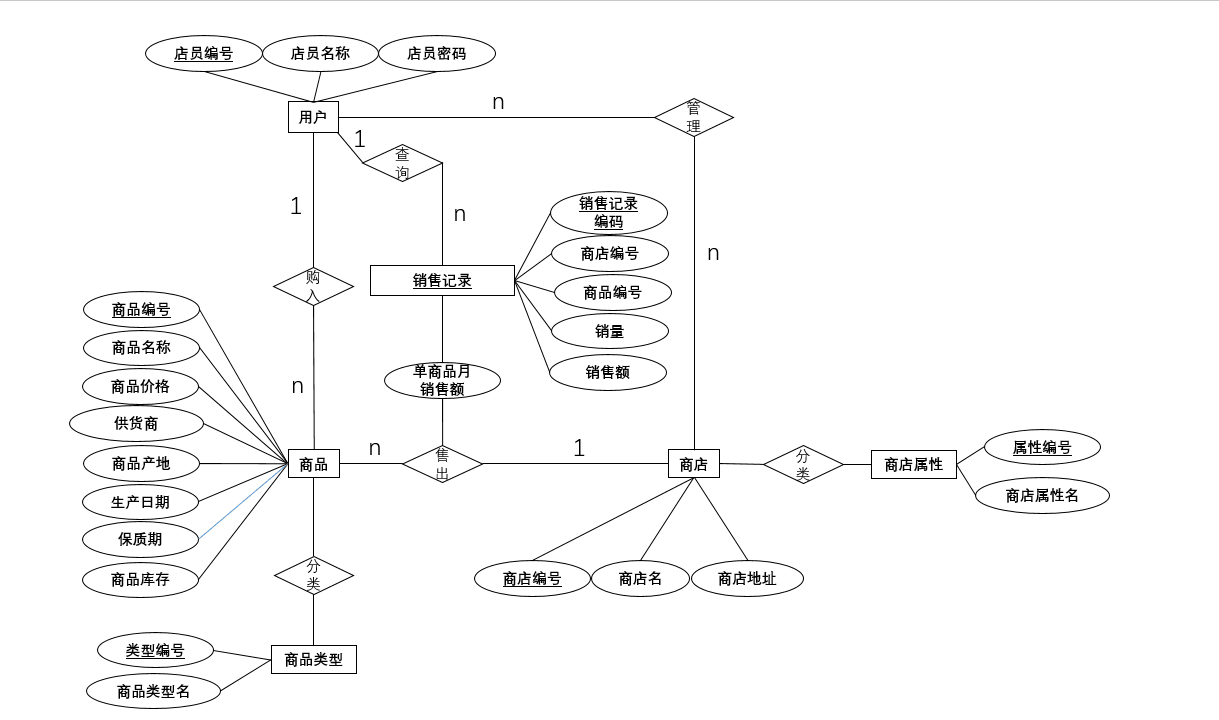 店员编号
店员名称
店员密码
用户
n
管
理
1
查
询
1
n
销售记录
编码
商店编号
n
购
入
销售记录
商品编号
商品编号
销量
商品名称
单商品月
销售额
销售额
商品价格
n
供货商
商品
n
售
出
1
商店
分
类
商店属性
属性编号
商店属性名
商品产地
生产日期
保质期
商品库存
分
类
商店编号
商店名
商店地址
类型编号
商品类型
商品类型名